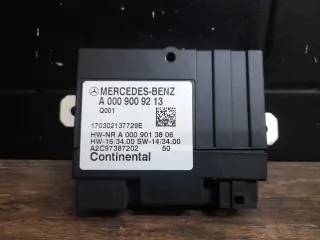 MERCEDES-BENZ
A 000 900 92 13
Q001
170302137729E
HW-NR A 000 901 38 06
HW-16/34.00 SW-14/34.00
A2C97387202 50
Continental